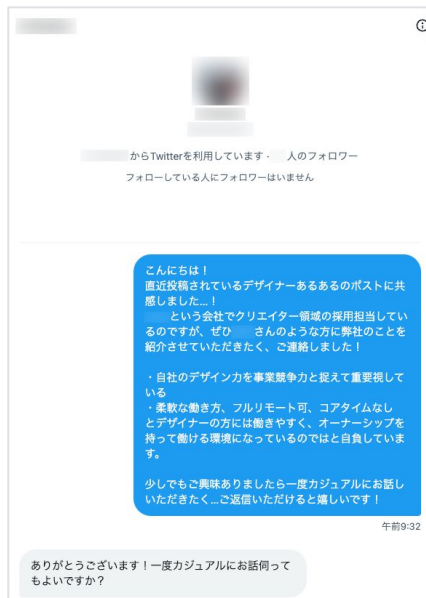 からTwitterを利用しています · 人のフォロワー
フォローしている人にフォロワーはいません
こんにちは!
直近投稿されているデザイナーあるあるのポストに共
感しました...!
という会社でクリエイター領域の採用担当してい
るのですが、ぜひ さんのような方に弊社のことを
紹介させていただきたく、ご連絡しました!
・自社のデザイン力を事業競争力と捉えて重要視して
いる
・柔軟な働き方、フルリモート可、コアタイムなし
とデザイナーの方には働きやすく、オーナーシップを
持って働ける環境になっているのではと自負していま
す。
少しでもご興味ありましたら一度カジュアルにお話し
いただきたく...ご返信いただけると嬉しいです!
午前9:32
ありがとうございます!一度カジュアルにお話伺って
もよいですか?